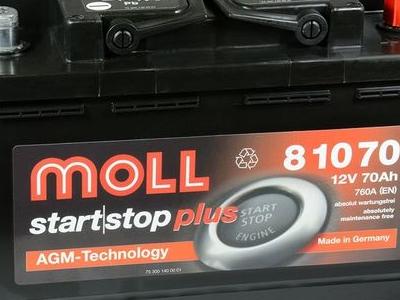 Pb
MOLL
start|stop plus
AGM-Technology
START
STOP
ENGINE
81070
12V 70Ah
760A (EN)
absolut wartungsfrei
absolutely
maintenance free
Made in Germany